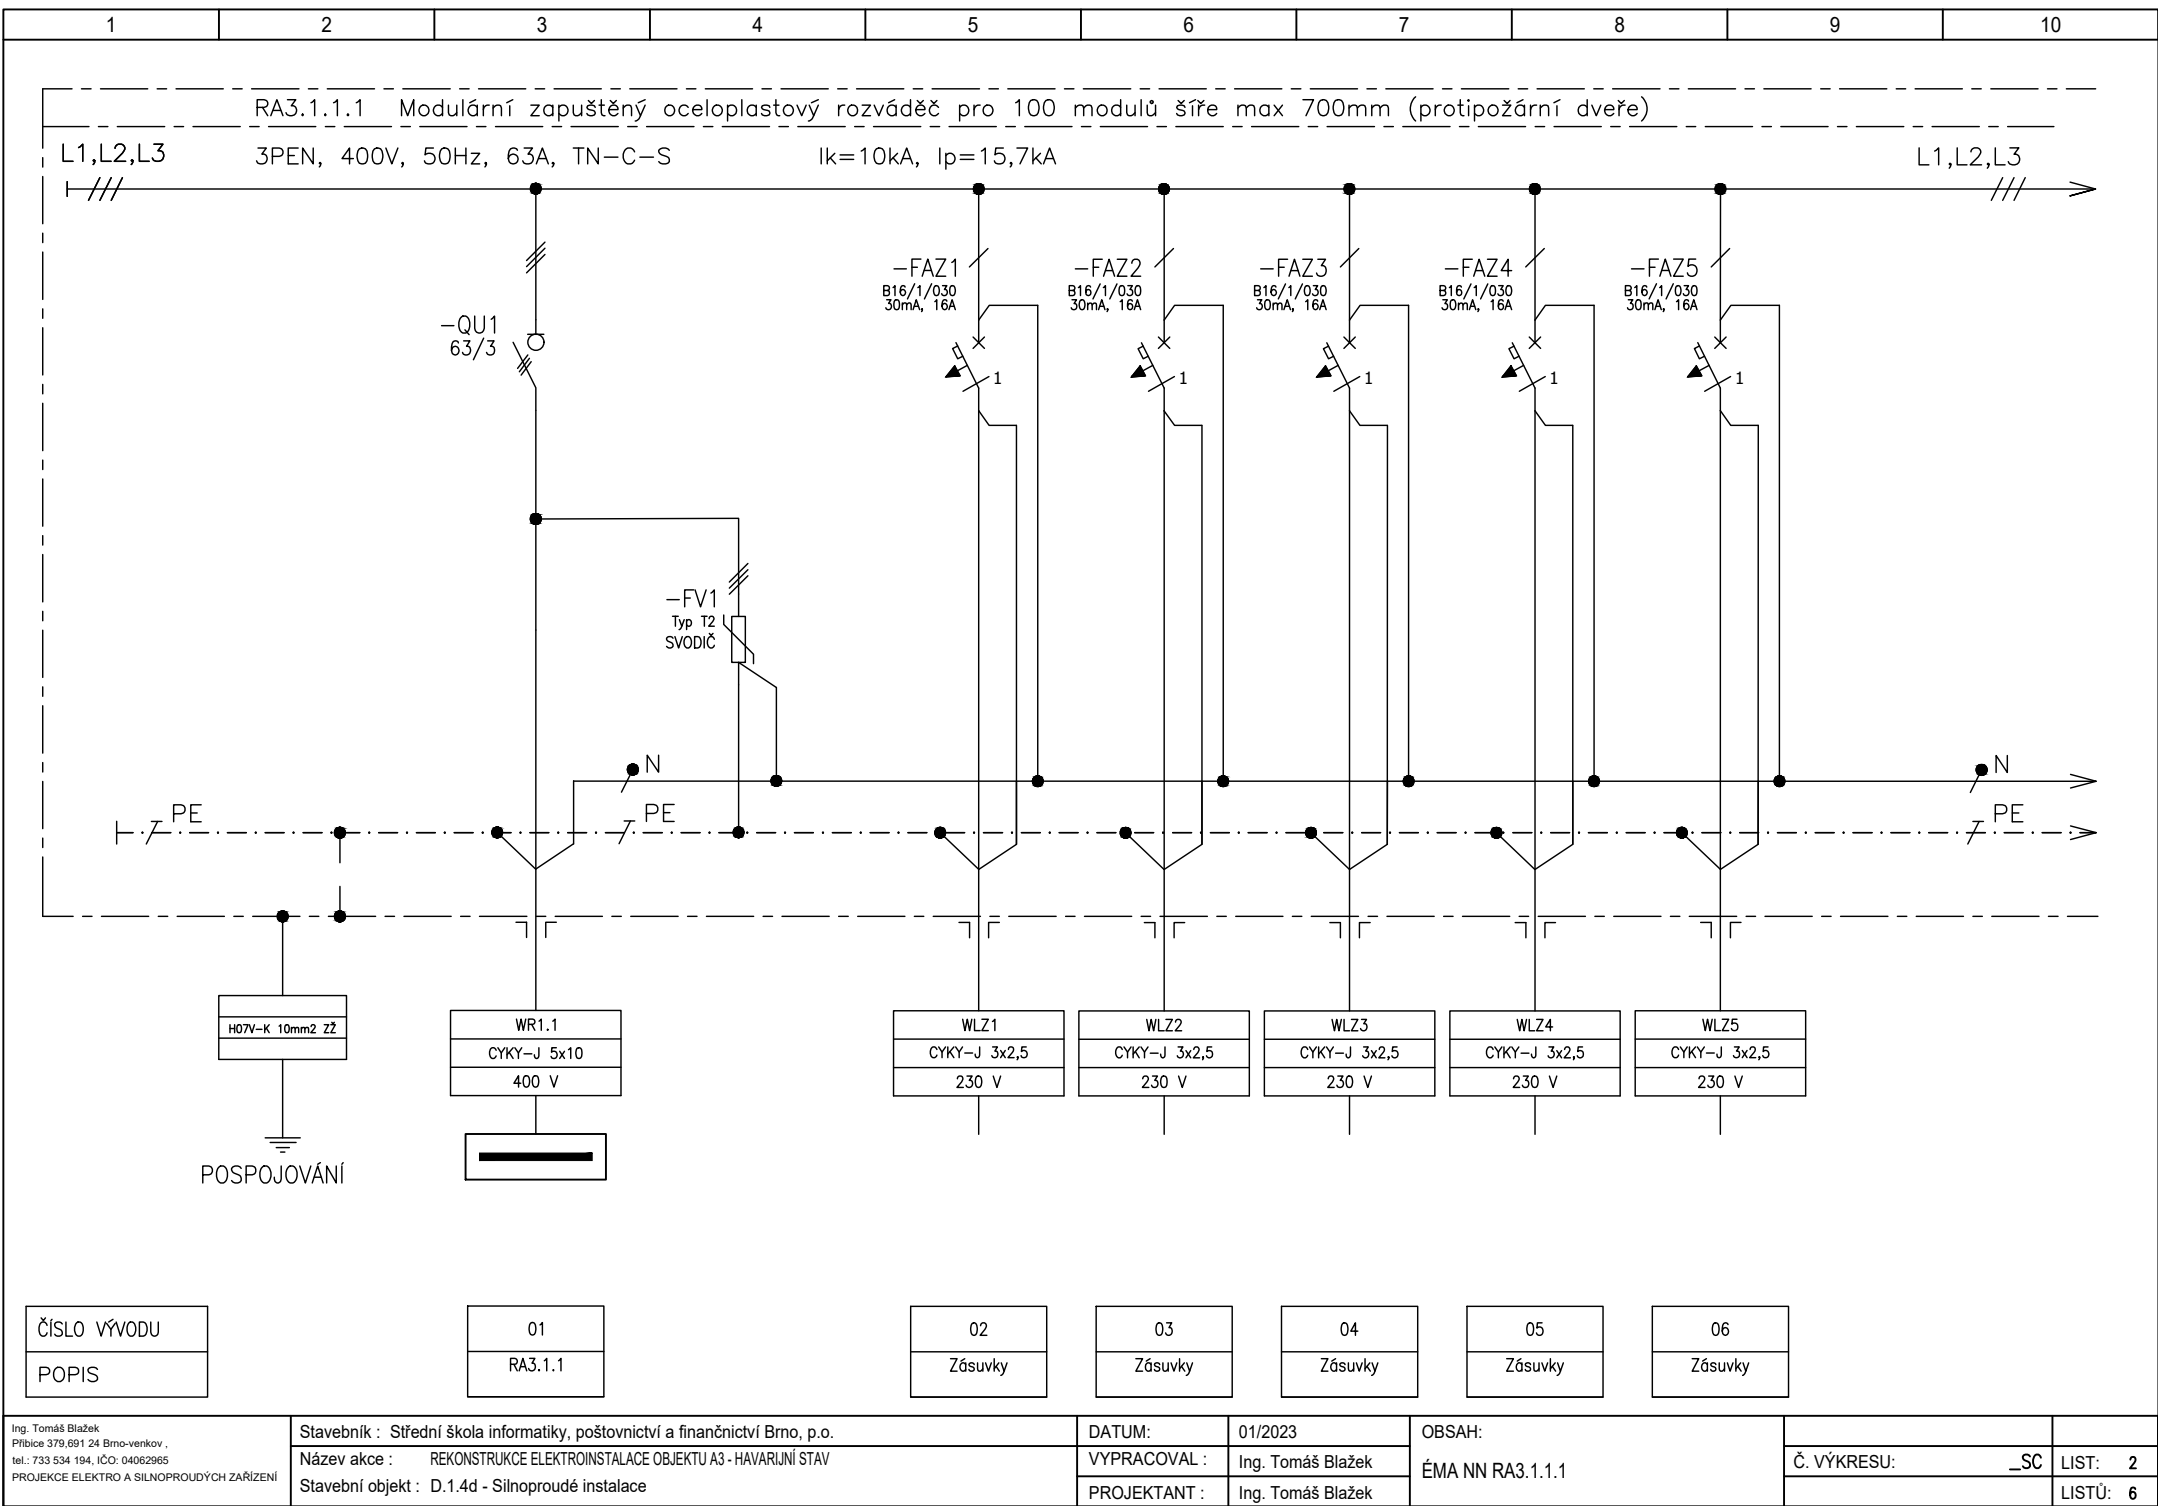 1 2 3 4 5 6 7 8 9 10
RA3.1.1.1 Modulární zapuštěný oceloplastový rozváděč pro 100 modulů šíře max 700mm (protipožární dveře)
L1,L2,L3 3PEN, 400V, 50Hz, 63A, TN-C-S Ik=10kA, Ip=15,7kA L1,L2,L3
-FAZ1 -FAZ2 -FAZ3 -FAZ4 -FAZ5
B16/1/030 B16/1/030 B16/1/030 B16/1/030 B16/1/030
30mA, 16A 30mA, 16A 30mA, 16A 30mA, 16A 30mA, 16A
-QU1
63/3
1 1 1 1 1
-FV1
Typ T2
SVODIČ
N N
PE PE PE
H07V-K 10mm2 ZŽ
WR1.1 WLZ1 WLZ2 WLZ3 WLZ4 WLZ5
CYKY-J 5x10 CYKY-J 3x2,5 CYKY-J 3x2,5 CYKY-J 3x2,5 CYKY-J 3x2,5 CYKY-J 3x2,5
400 V 230 V 230 V 230 V 230 V 230 V
POSPOJOVÁNÍ
ČÍSLO VÝVODU 01 02 03 04 05 06
POPIS RA3.1.1 Zásuvky Zásuvky Zásuvky Zásuvky Zásuvky
Ing. Tomáš Blažek
Přibice 379,691 24 Brno-venkov ,
tel.: 733 534 194, IČO: 04062965
PROJEKCE ELEKTRO A SILNOPROUDÝCH ZAŘÍZENÍ
Stavebník : Střední škola informatiky, poštovnictví a finančnictví Brno, p.o.
Název akce : REKONSTRUKCE ELEKTROINSTALACE OBJEKTU A3 - HAVARIJNÍ STAV
Stavební objekt : D.1.4d - Silnoproudé instalace
DATUM: 01/2023
VYPRACOVAL : Ing. Tomáš Blažek
PROJEKTANT : Ing. Tomáš Blažek
OBSAH:
ÉMA NN RA3.1.1.1
Č. VÝKRESU: _SC
LIST: 2
LISTŮ: 6